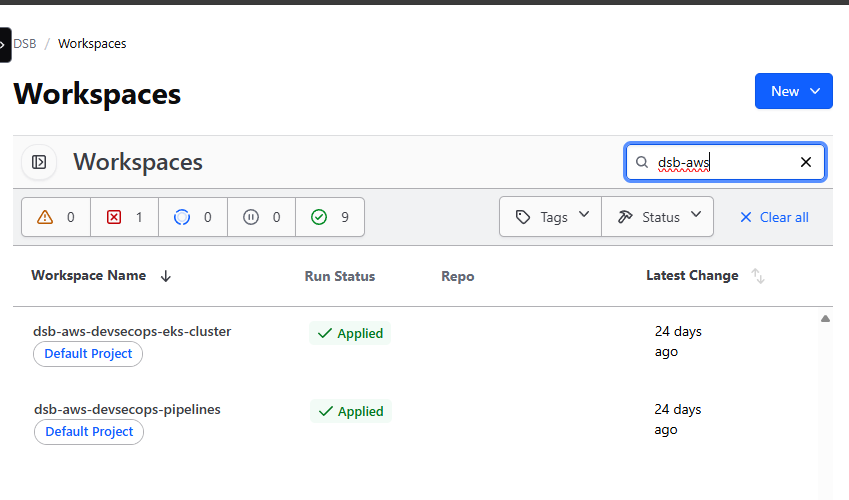 DSB / Workspaces
Workspaces
New
Workspaces
dsb-aws
0 1 0 0 9
Tags Status Clear all
Workspace Name Run Status Repo Latest Change
dsb-aws-devsecops-eks-cluster Applied 24 days ago
Default Project
dsb-aws-devsecops-pipelines Applied 24 days ago
Default Project